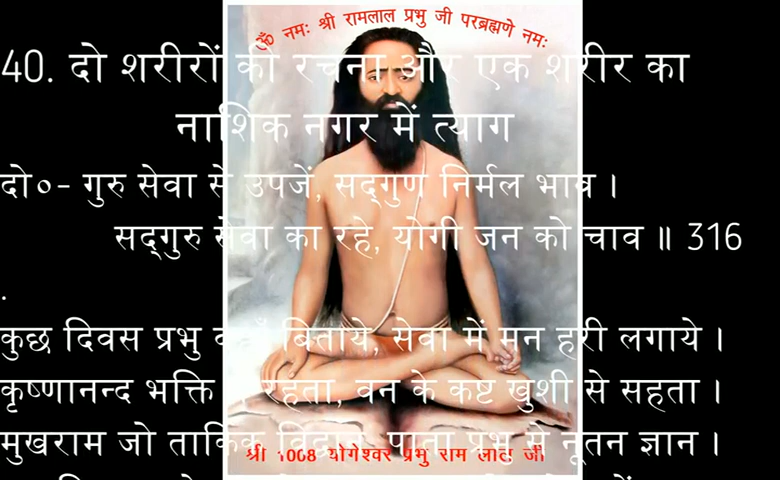 ॐ नमः श्री रामलाल प्रभु जी परब्रह्मणे नमः
40. दो शरीरों की रचना और एक शरीर का
नाशिक नगर में त्याग
दो०- गुरु सेवा से उपजें, सद्गुण निर्मल भाव ।
सद्गुरु सेवा का रहे, योगी जन को चाव ॥ 316
.
कुछ दिवस प्रभु वहाँ बिताये, सेवा में मन हरी लगाये ।
कृष्णानन्द भक्ति रहता, वन के कष्ट खुशी से सहता ।
मुखराम जो तार्किक विद्वान, पाता प्रभु से नूतन ज्ञान ।
श्री 1008 योगेश्वर प्रभु राम लाल जी